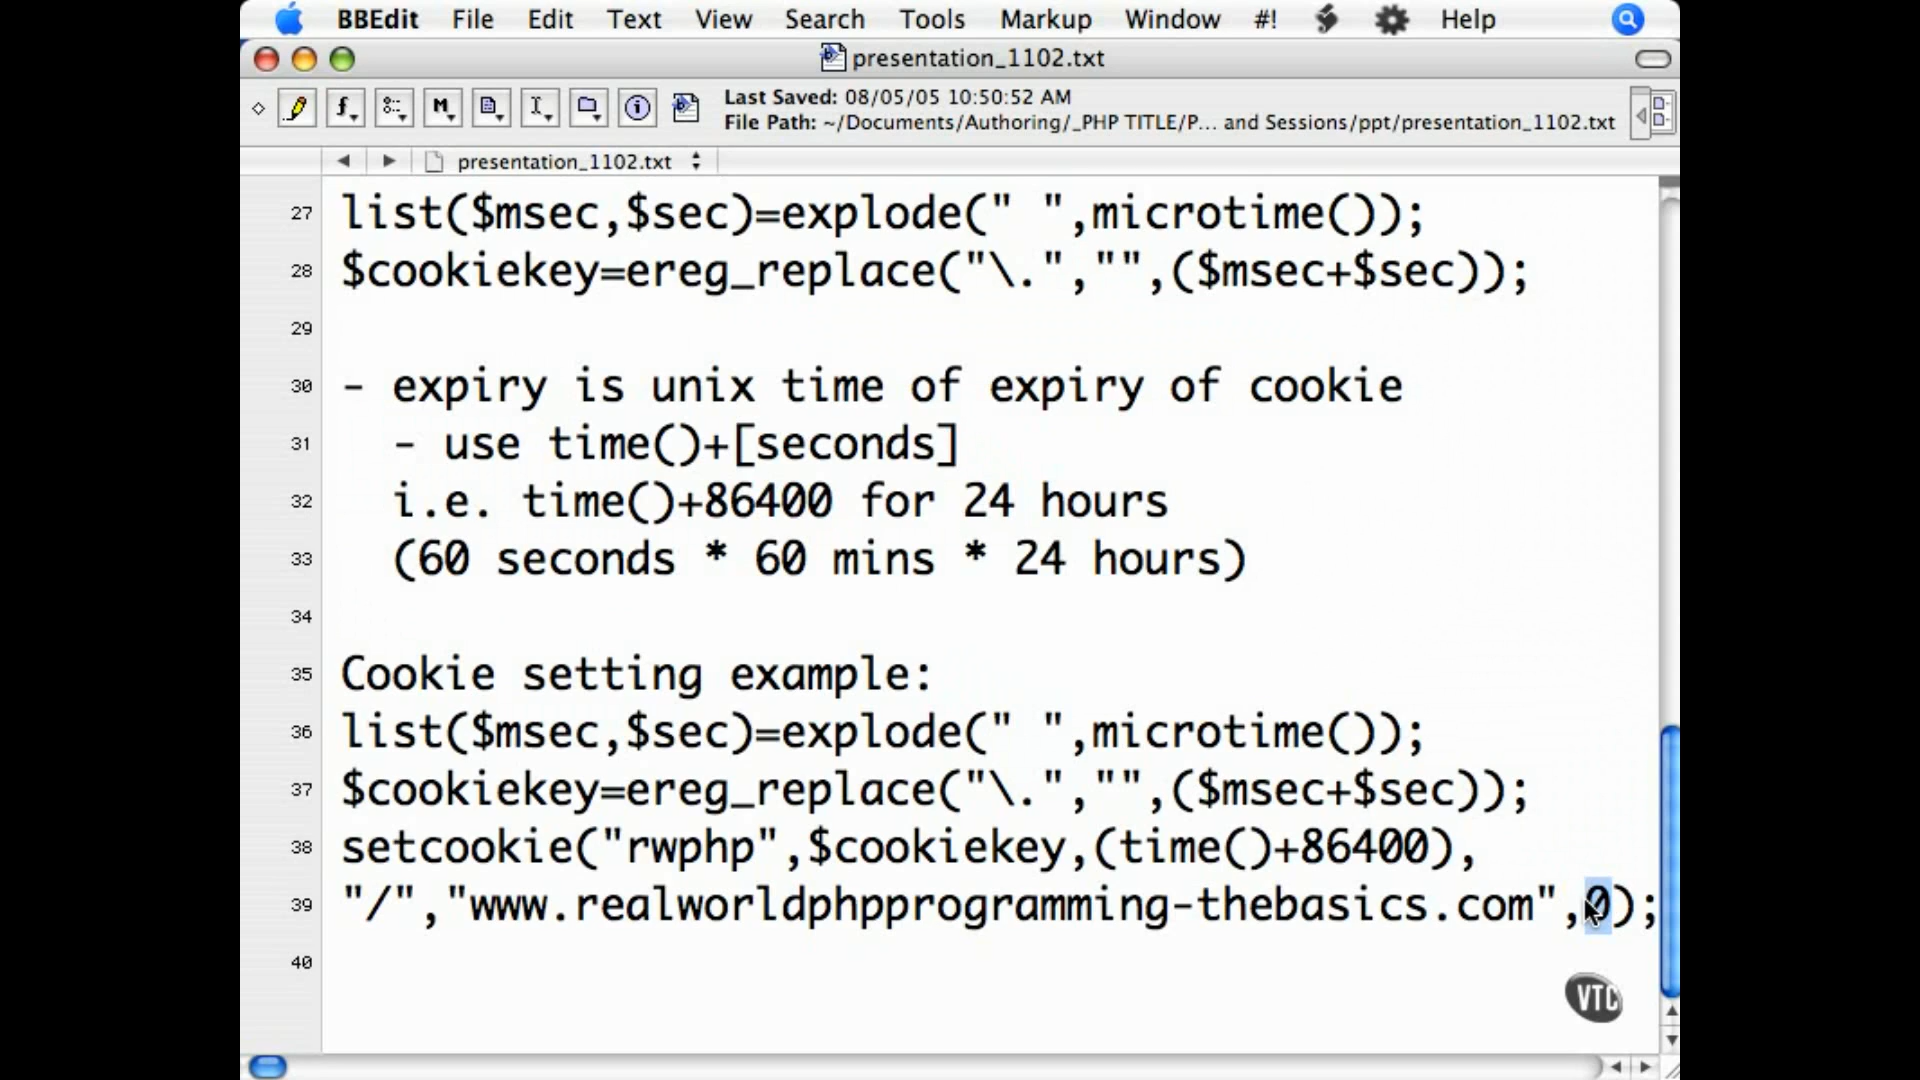 BBEdit File Edit Text View Search Tools Markup Window #! Help
presentation_1102.txt
Last Saved: 08/05/05 10:50:52 AM
File Path: ~/Documents/Authoring/_PHP TITLE/P... and Sessions/ppt/presentation_1102.txt
presentation_1102.txt
27 list($msec,$sec)=explode(" ",microtime());
28 $cookiekey=ereg_replace("\.","",($msec+$sec));
29
30 - expiry is unix time of expiry of cookie
31 - use time()+[seconds]
32 i.e. time()+86400 for 24 hours
33 (60 seconds * 60 mins * 24 hours)
34
35 Cookie setting example:
36 list($msec,$sec)=explode(" ",microtime());
37 $cookiekey=ereg_replace("\.","",($msec+$sec));
38 setcookie("rwphp",$cookiekey,(time()+86400),
39 "/","www.realworldphpprogramming-thebasics.com",0);
40
VTC